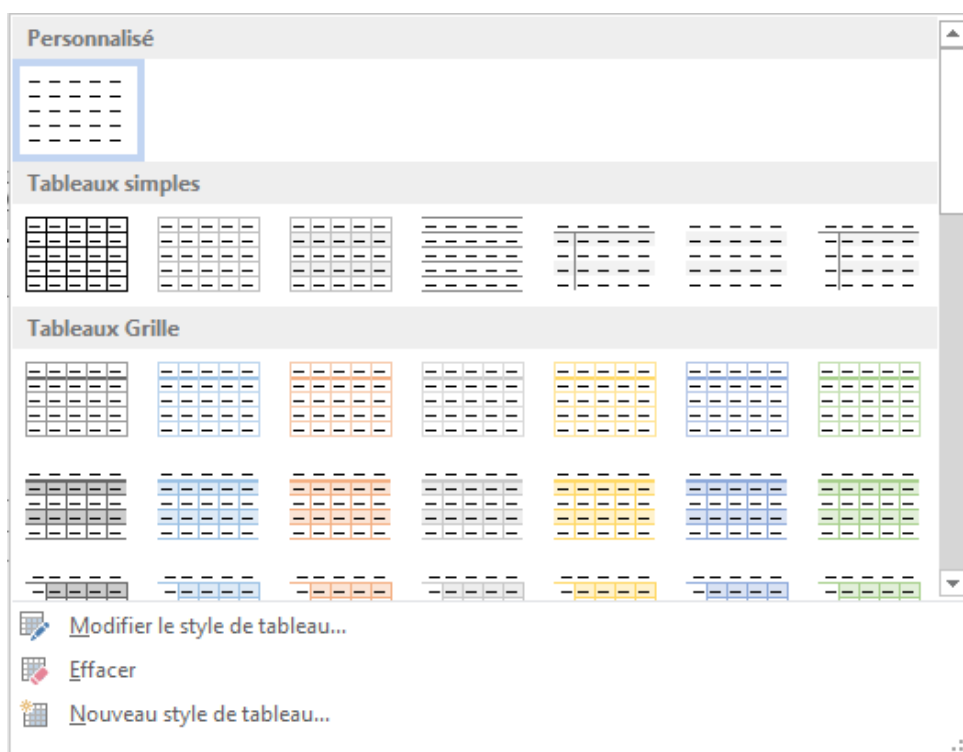 Personnalisé
Tableaux simples
Tableaux Grille
Modifier le style de tableau...
Effacer
Nouveau style de tableau...